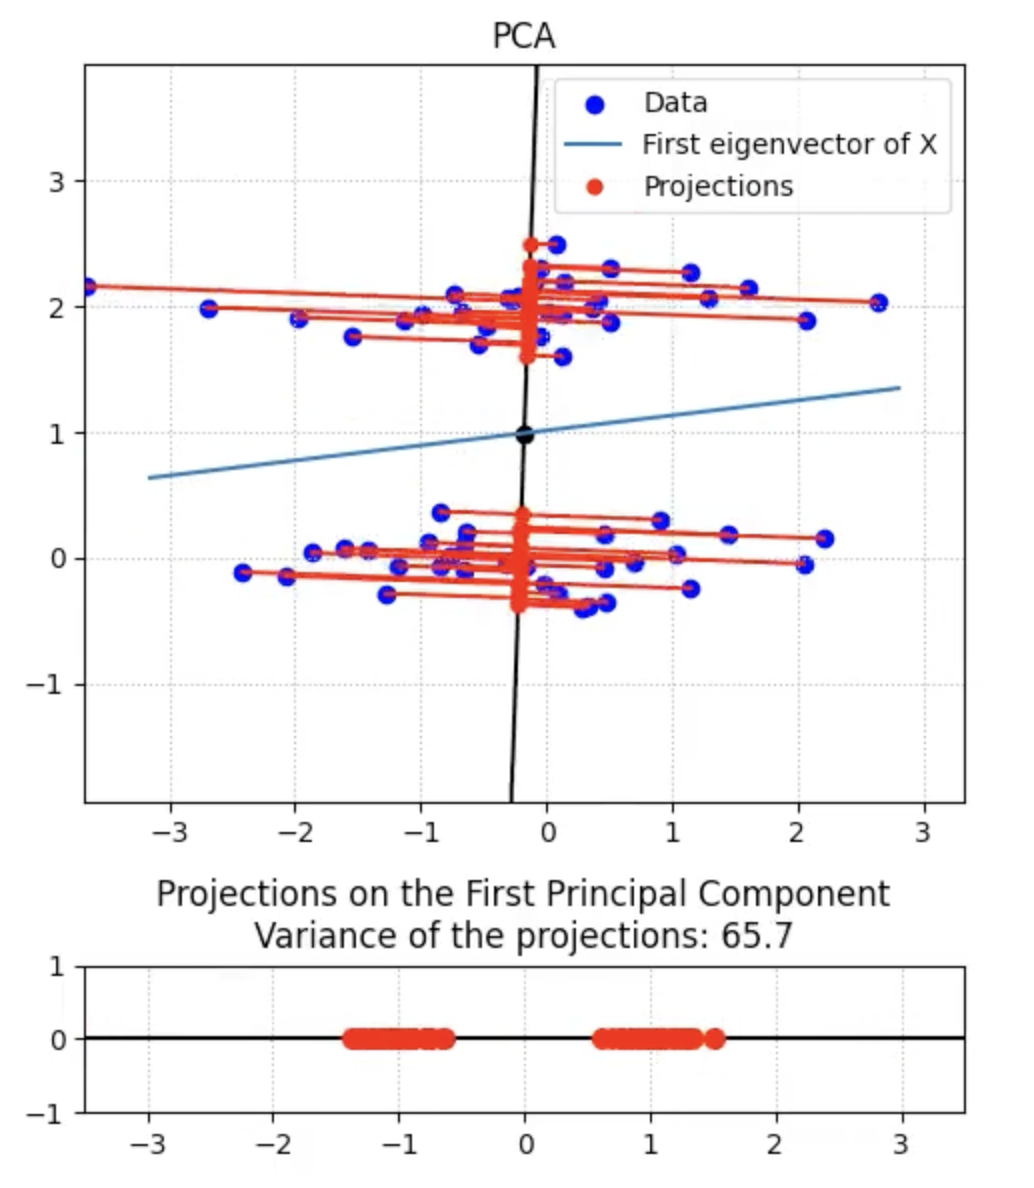 PCA
Data
First eigenvector of X
Projections
3
2
1
0
−1
−3 −2 −1 0 1 2 3
Projections on the First Principal Component
Variance of the projections: 65.7
1
0
−1
−3 −2 −1 0 1 2 3